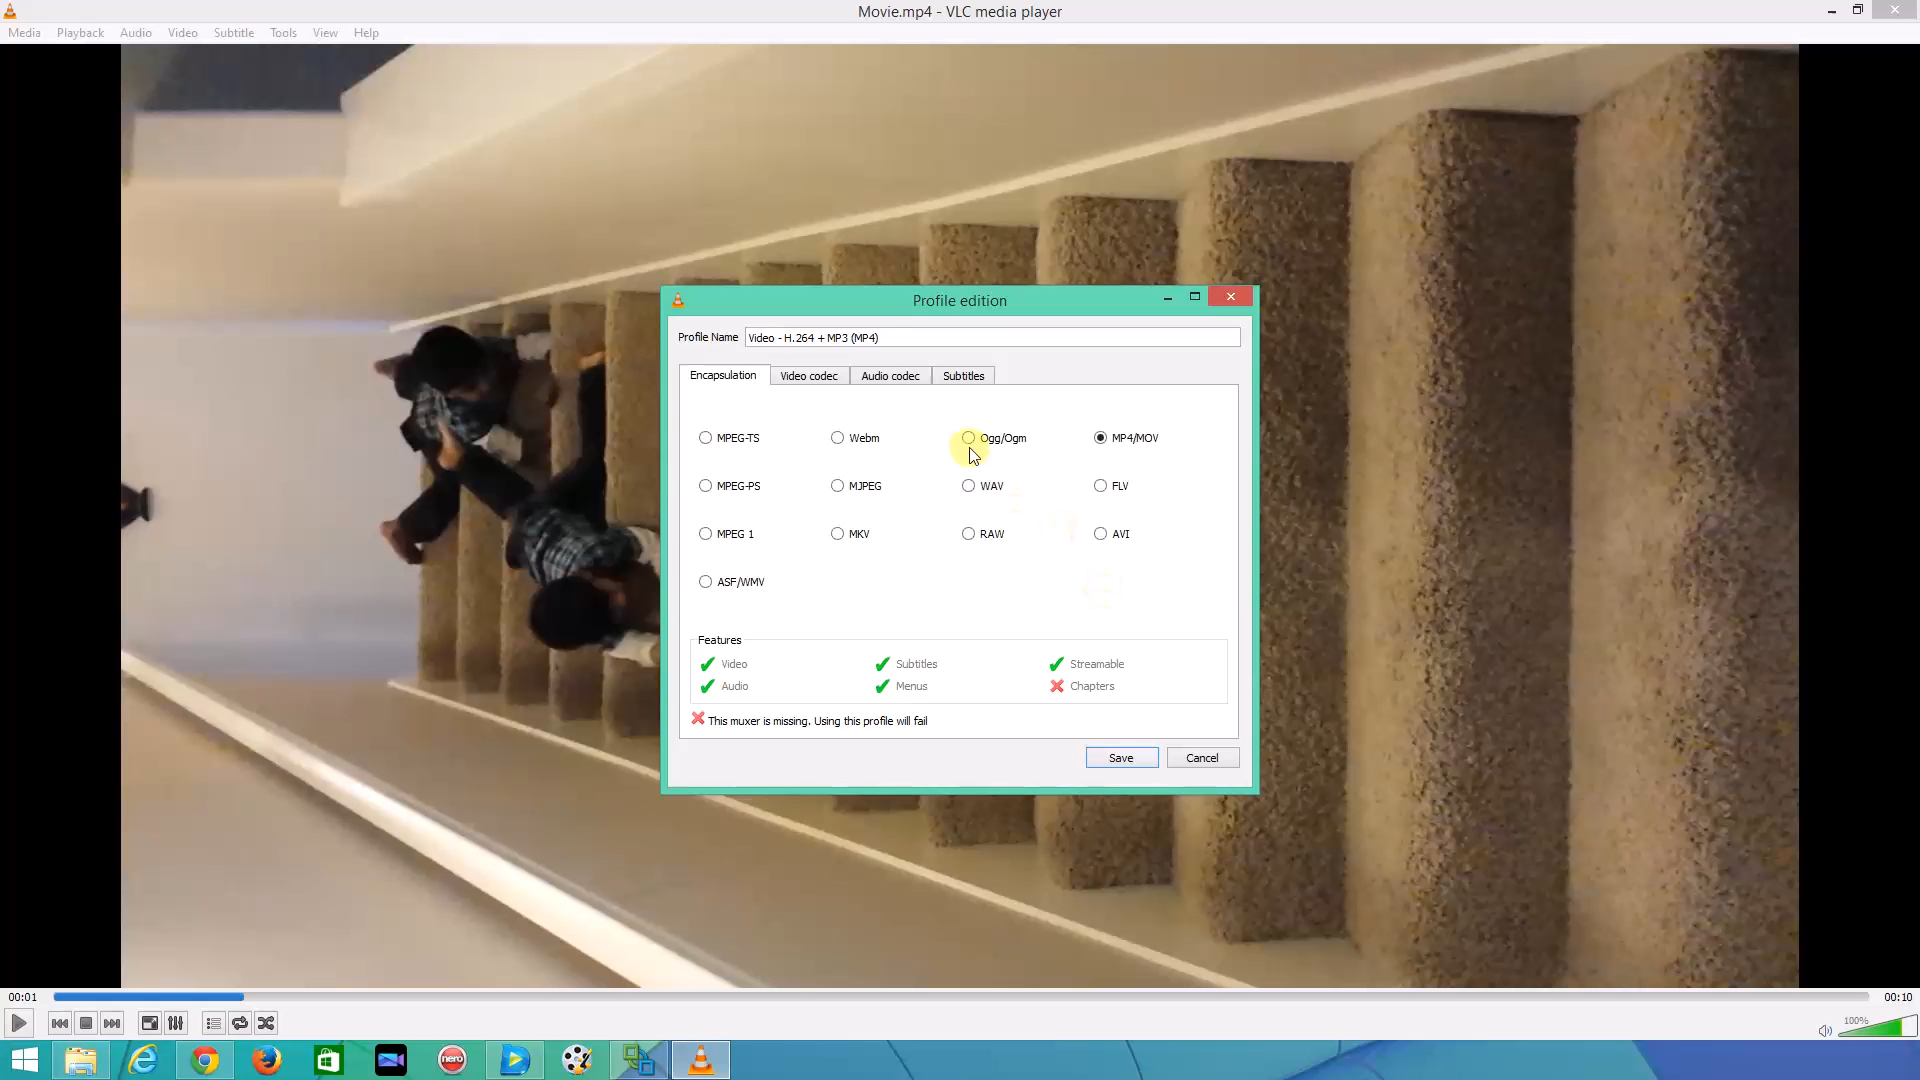 Movie.mp4 - VLC media player
Media Playback Audio Video Subtitle Tools View Help
Profile edition
Profile Name Video - H.264 + MP3 (MP4)
Encapsulation Video codec Audio codec Subtitles
MPEG-TS Webm Ogg/Ogm MP4/MOV
MPEG-PS MJPEG WAV FLV
MPEG 1 MKV RAW AVI
ASF/WMV
Features
Video Subtitles Streamable
Audio Menus Chapters
This muxer is missing. Using this profile will fail
Save Cancel
00:01 00:10
100%
nero